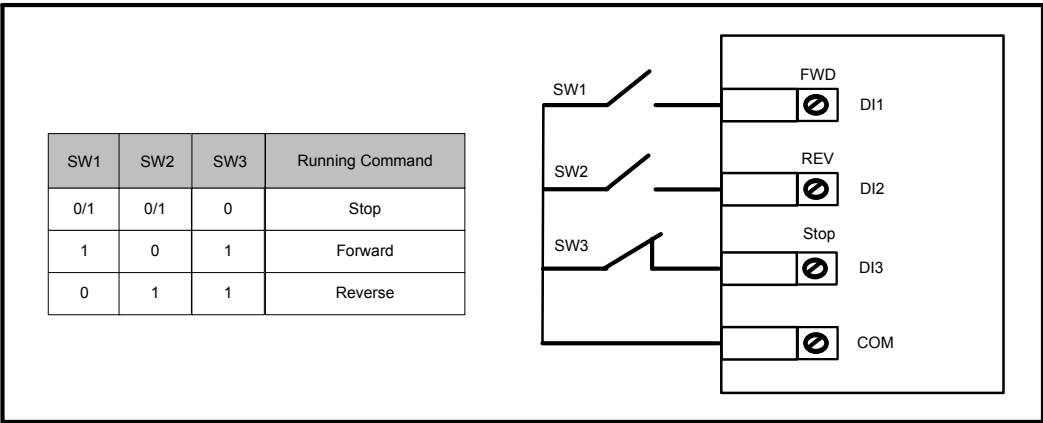 SW1 SW2 SW3 Running Command
0/1 0/1 0 Stop
1 0 1 Forward
0 1 1 Reverse
FWD
SW1
DI1
REV
SW2
DI2
Stop
SW3
DI3
COM